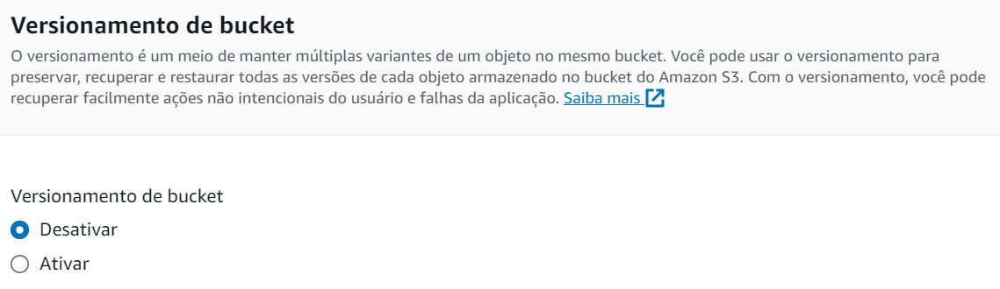 Versionamento de bucket
O versionamento é um meio de manter múltiplas variantes de um objeto no mesmo bucket. Você pode usar o versionamento para
preservar, recuperar e restaurar todas as versões de cada objeto armazenado no bucket do Amazon S3. Com o versionamento, você pode
recuperar facilmente ações não intencionais do usuário e falhas da aplicação. Saiba mais
Versionamento de bucket
Desativar
Ativar